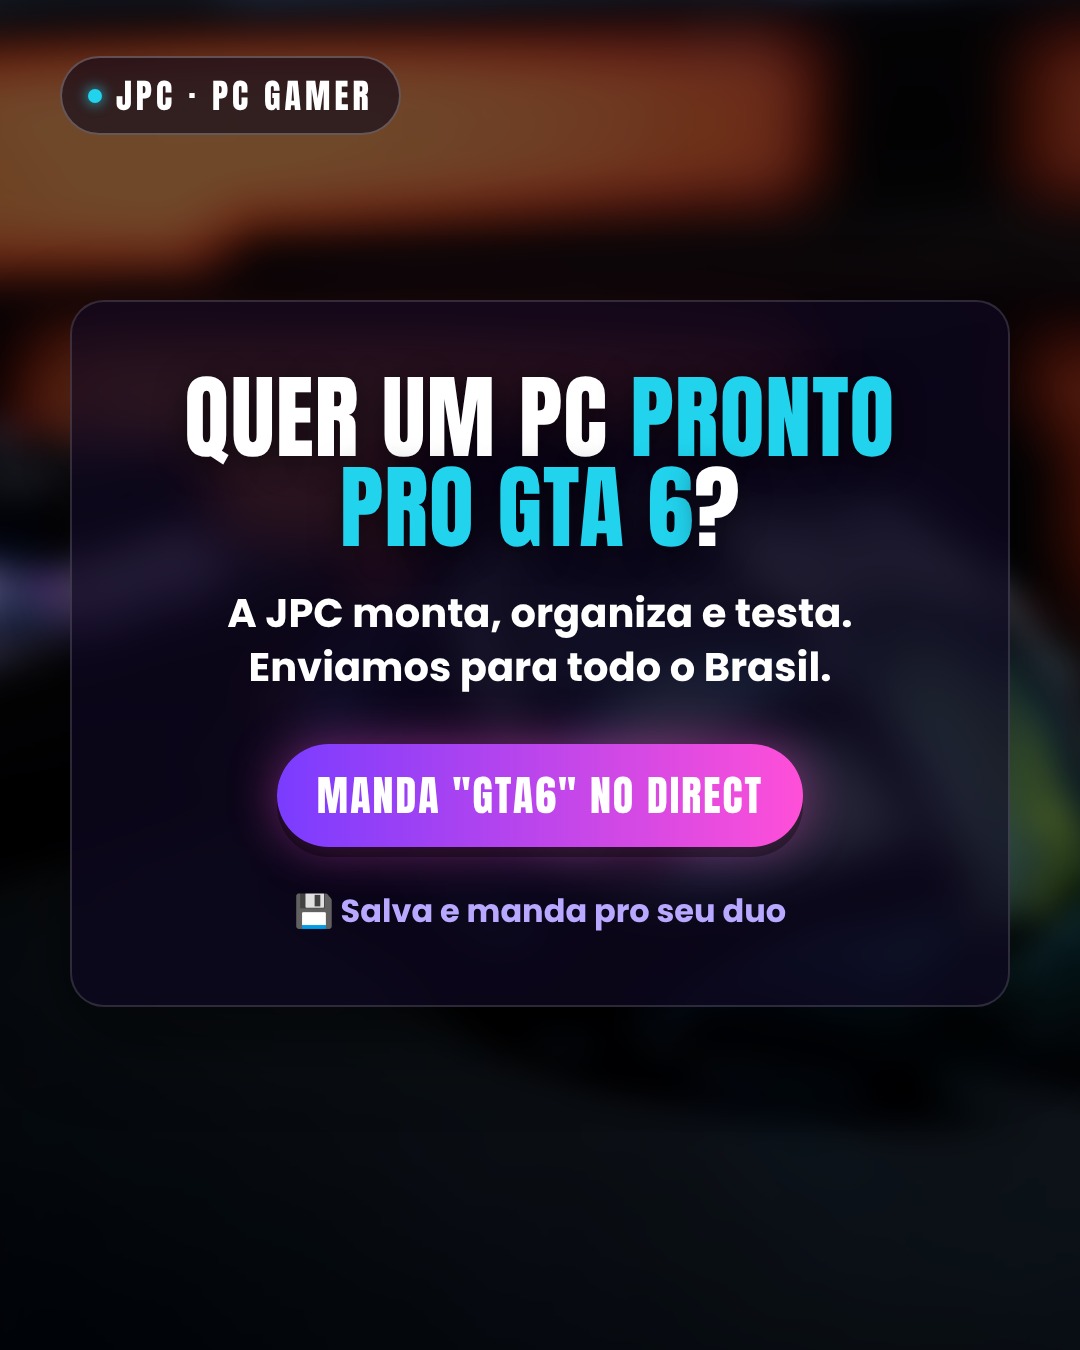 JPC · PC GAMER
QUER UM PC PRONTO
PRO GTA 6?
A JPC monta, organiza e testa.
Enviamos para todo o Brasil.
MANDA "GTA6" NO DIRECT
💾 Salva e manda pro seu duo